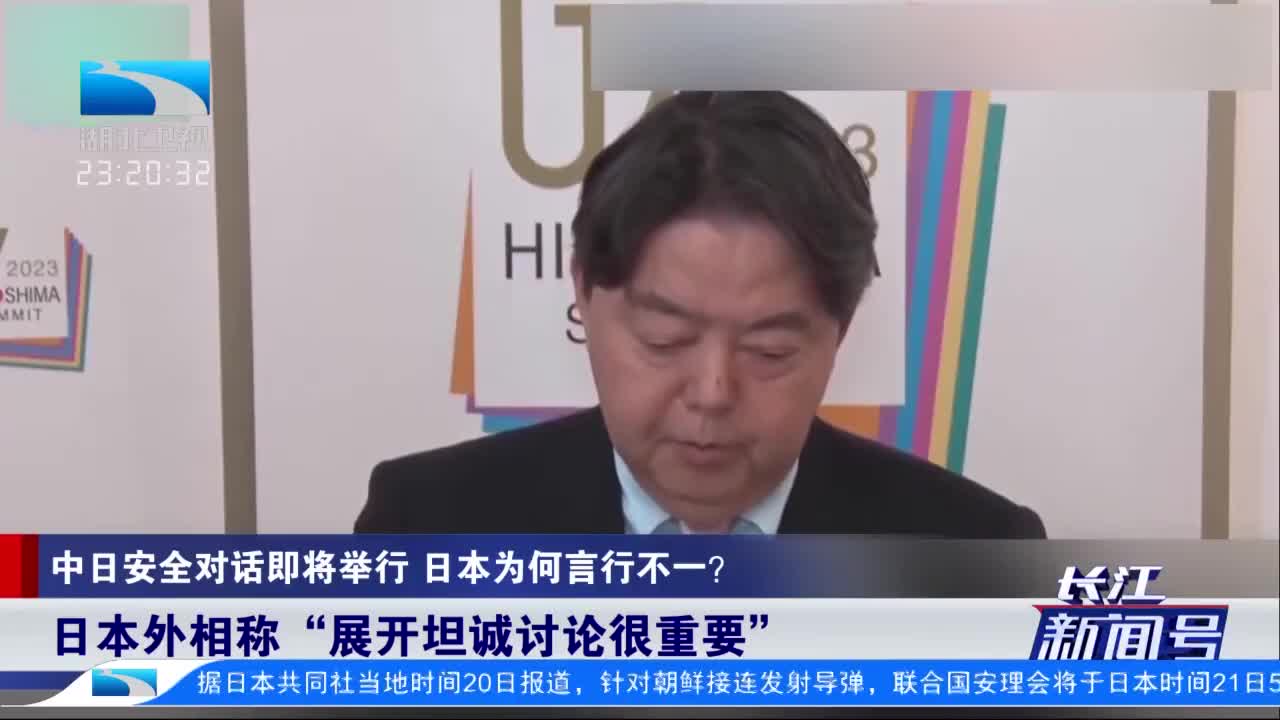 湖北卫视
23:20:32
2023
SHIMA
MMIT
HI
A
S
3
中日安全对话即将举行 日本为何言行不一?
日本外相称“展开坦诚讨论很重要”
长江
新闻号
据日本共同社当地时间20日报道，针对朝鲜接连发射导弹，联合国安理会将于日本时间21日5